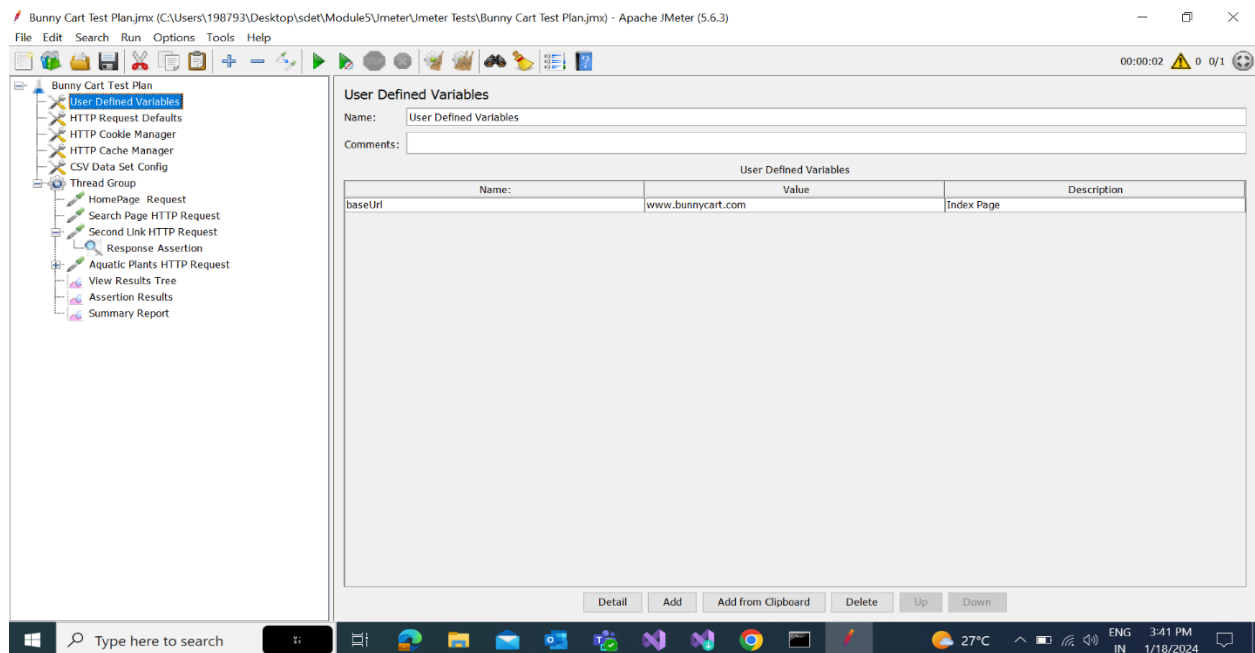 Bunny Cart Test Plan.jmx (C:\Users\198793\Desktop\sdet\Module5\Jmeter\Jmeter Tests\Bunny Cart Test Plan.jmx) - Apache JMeter (5.6.3)
File Edit Search Run Options Tools Help
00:00:02 0 0/1
Bunny Cart Test Plan
User Defined Variables
HTTP Request Defaults
HTTP Cookie Manager
HTTP Cache Manager
CSV Data Set Config
Thread Group
HomePage Request
Search Page HTTP Request
Second Link HTTP Request
Response Assertion
Aquatic Plants HTTP Request
View Results Tree
Assertion Results
Summary Report
User Defined Variables
Name: User Defined Variables
Comments:
User Defined Variables
Name: Value Description
baseUrl www.bunnycart.com Index Page
Detail Add Add from Clipboard Delete Up Down
Type here to search
27°C
ENG
IN
3:41 PM
1/18/2024